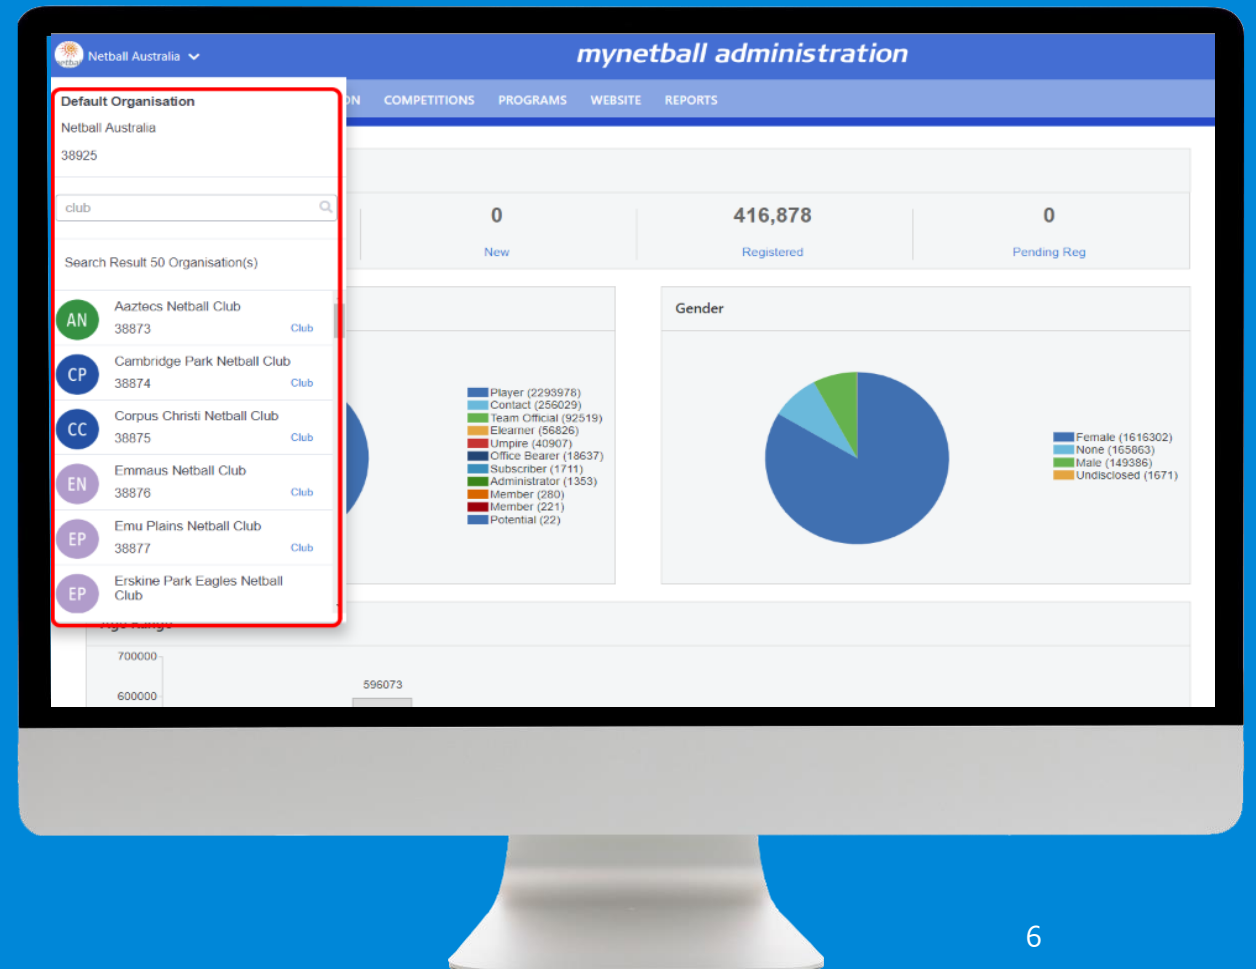 netball
Netball Australia
mynetball administration
COMPETITIONS PROGRAMS WEBSITE REPORTS
Default Organisation
Netball Australia
38925
club
Search Result 50 Organisation(s)
AN
Aaztecs Netball Club
38873 Club
CP
Cambridge Park Netball Club
38874 Club
CC
Corpus Christi Netball Club
38875 Club
EN
Emmaus Netball Club
38876 Club
EP
Emu Plains Netball Club
38877 Club
EP
Erskine Park Eagles Netball
Club
0
New
416,878
Registered
0
Pending Reg
Player (2293978)
Contact (256029)
Team Official (92519)
Elearner (56826)
Umpire (40907)
Office Bearer (18637)
Subscriber (1711)
Administrator (1353)
Member (280)
Member (221)
Potential (22)
Gender
Female (1616302)
None (165863)
Male (149386)
Undisclosed (1671)
Age Range
700000
600000
596073
6